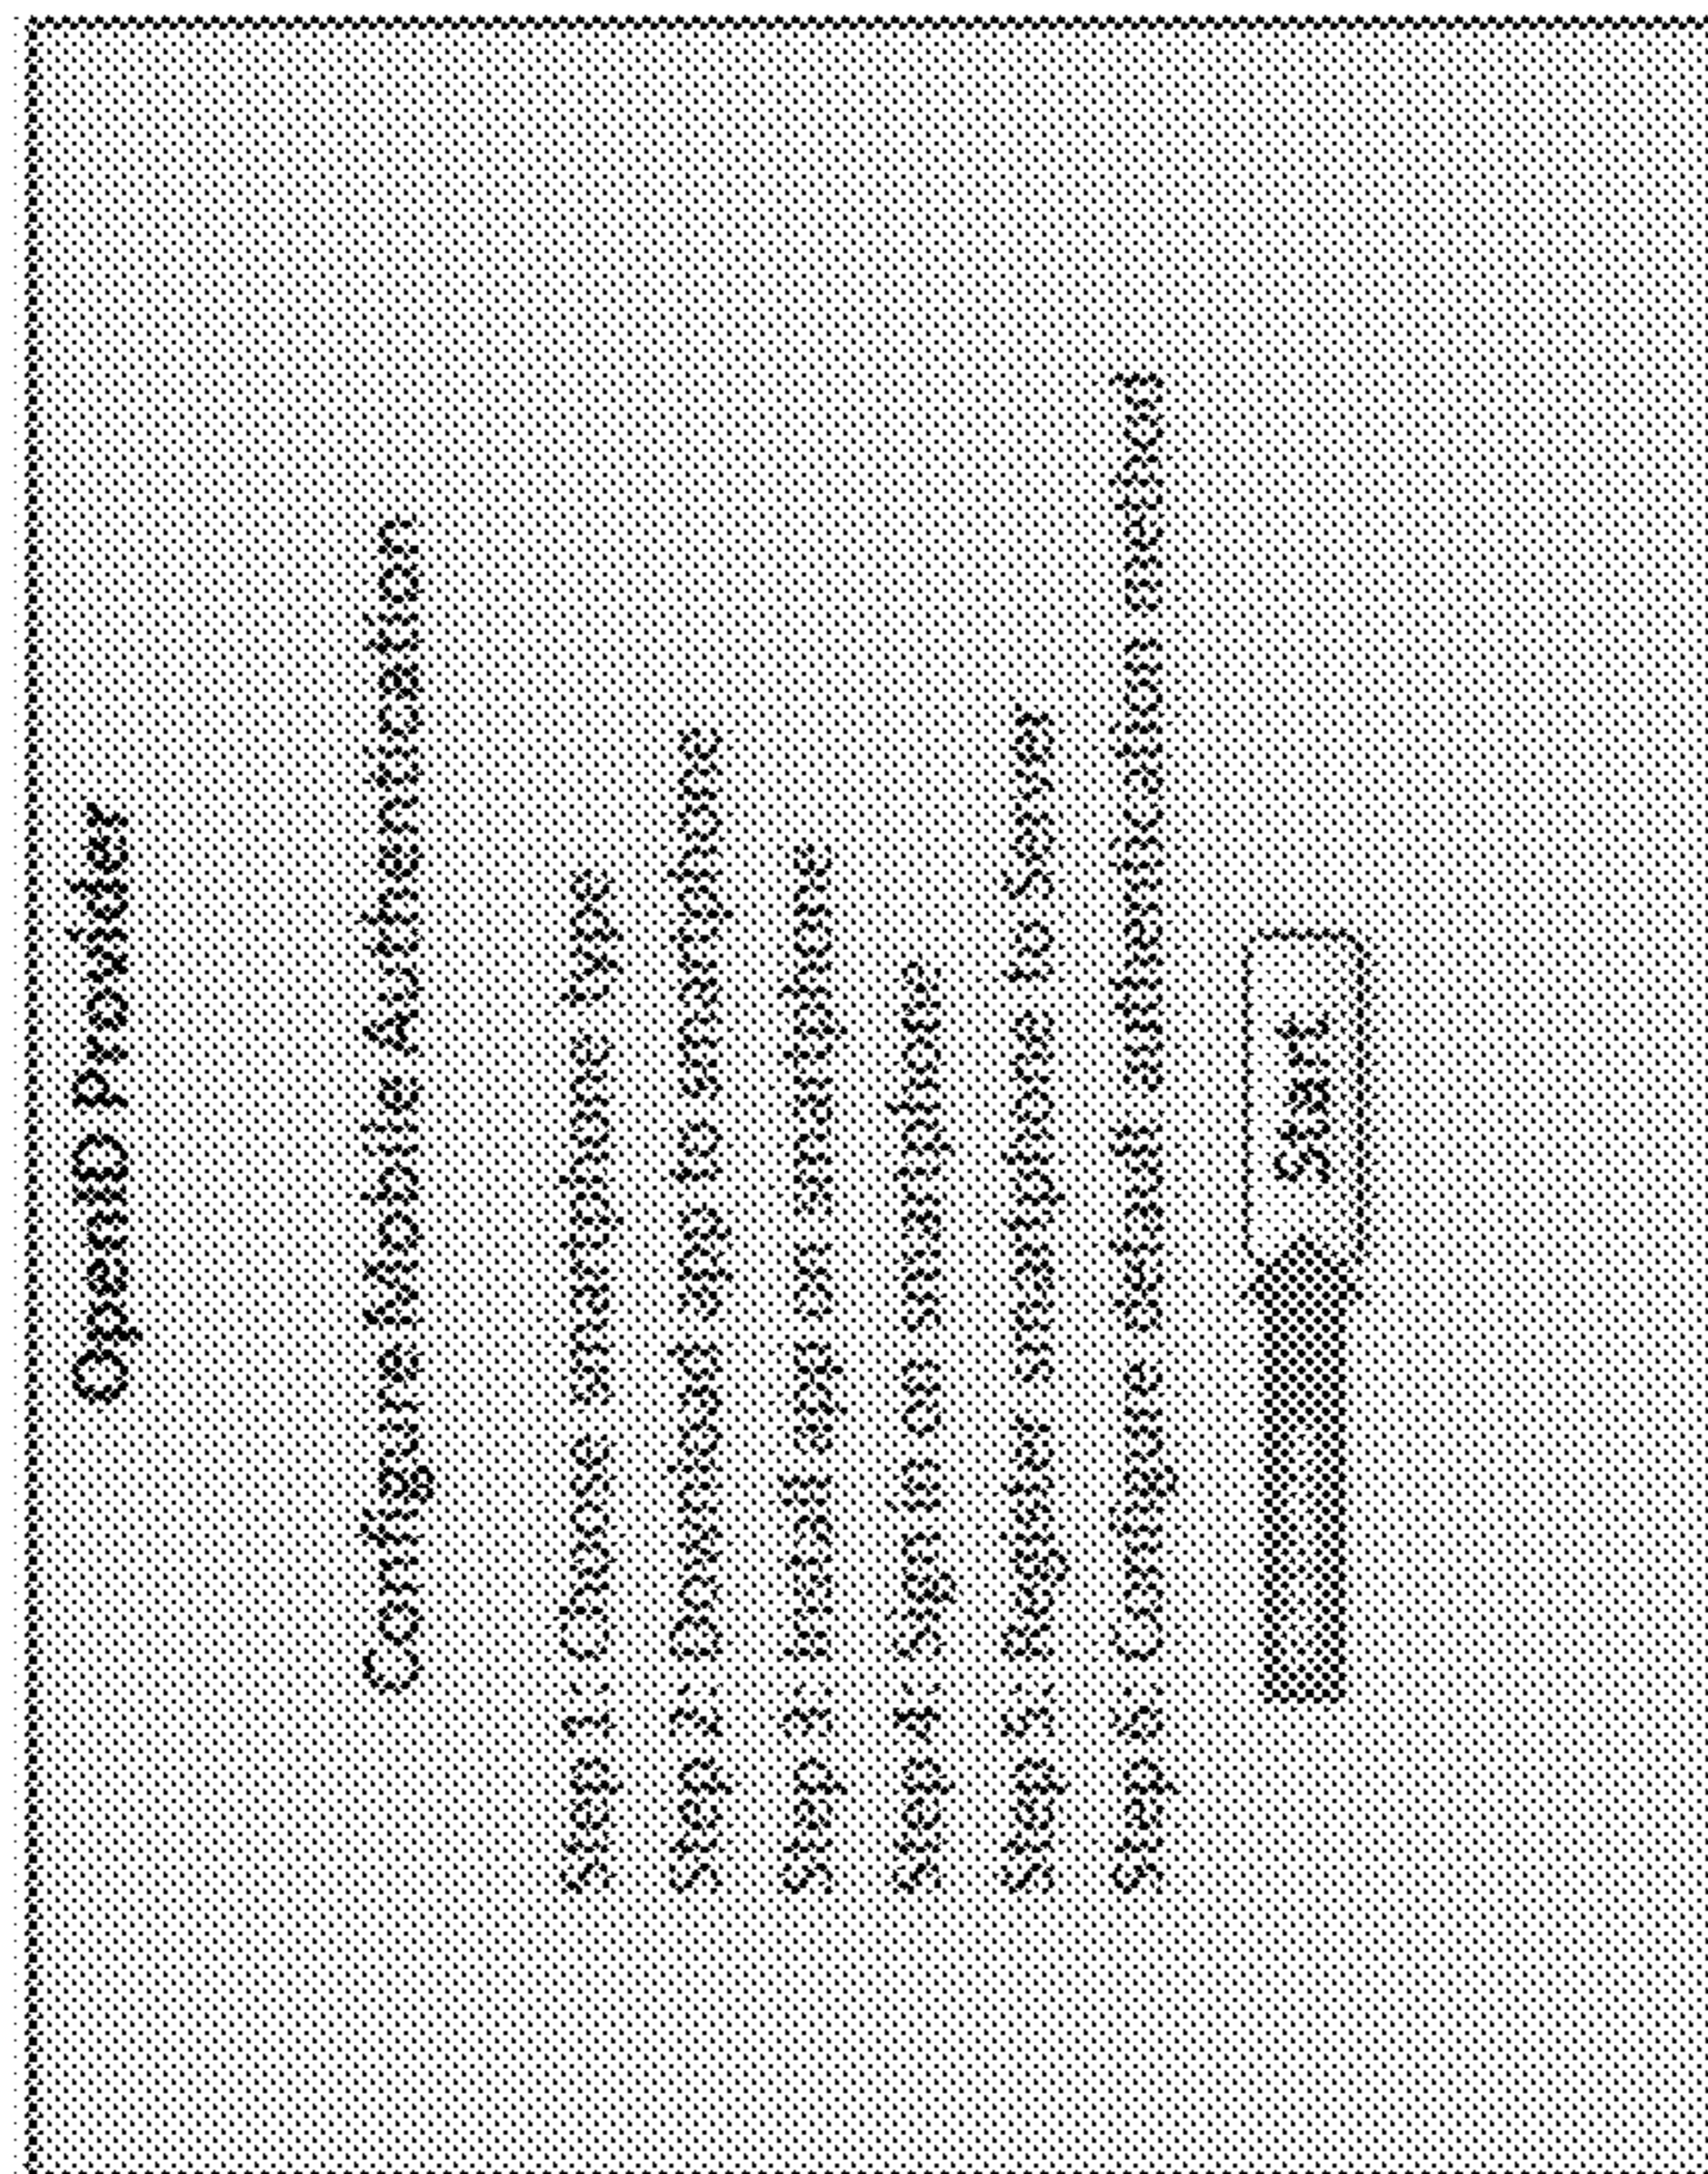 OpenID Provider
Configure Mobile Authentication
Step 1: Choose smartphone type
Step 2: Download app to smartphone
Step 3: Install app on smartphone
Step 4: Sign in on smartphone
Step 5: Register smartphone to Server
Step 6: Configure default authentication method
Start